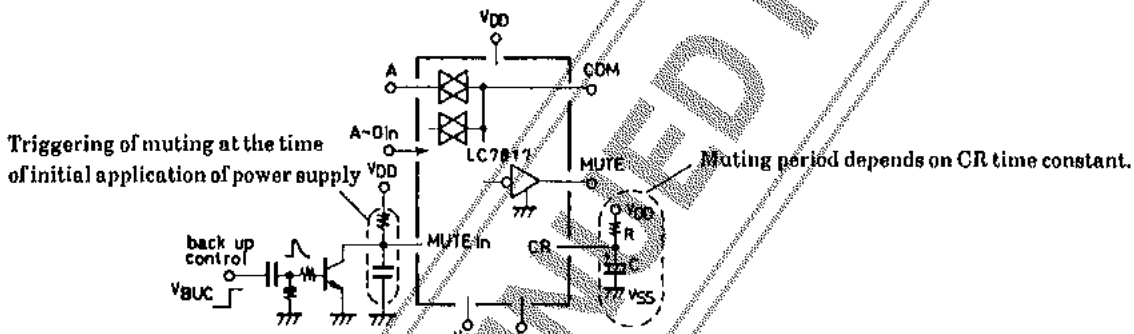 VDD
A
COM
A~Din
LC7817
Triggering of muting at the time
of initial application of power supply
VDD
MUTE
Muting period depends on CR time constant.
VDD
R
MUTE in
CR
C
VSS
back up
control
VBUC